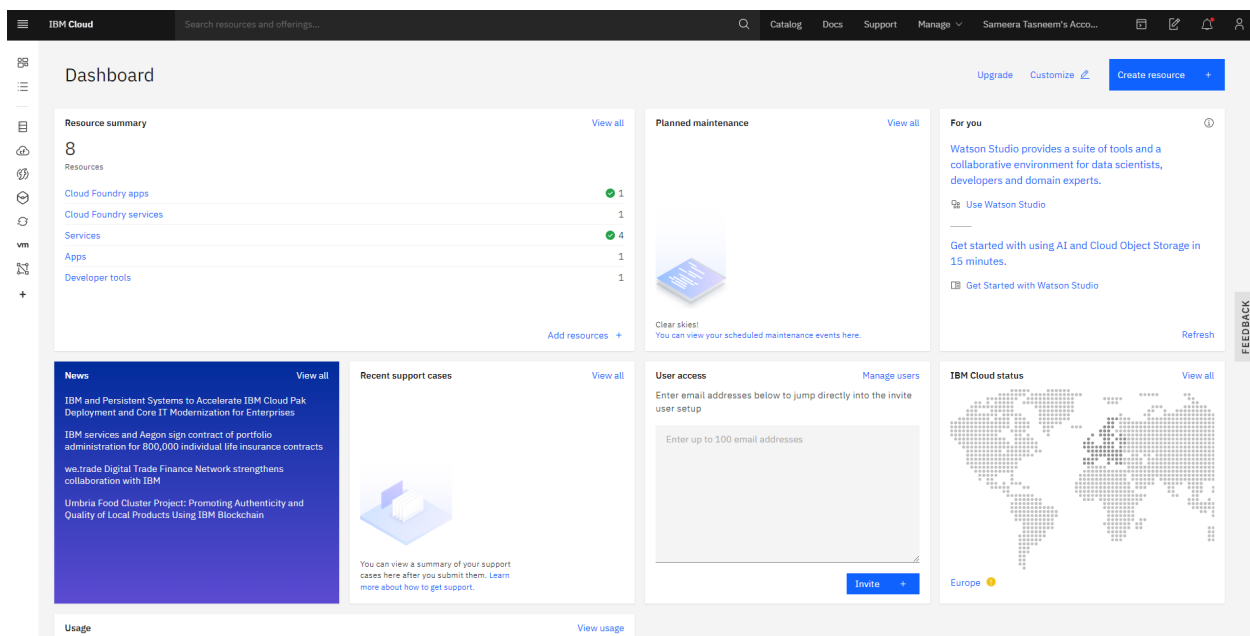 IBM Cloud
Search resources and offerings...
Catalog
Docs
Support
Manage
Sameera Tasneem's Acco...
Dashboard
Upgrade
Customize
Create resource +
Resource summary
View all
8
Resources
Cloud Foundry apps
1
Cloud Foundry services
1
Services
4
Apps
1
Developer tools
1
Add resources +
Planned maintenance
View all
Clear skies!
You can view your scheduled maintenance events here.
For you
Watson Studio provides a suite of tools and a
collaborative environment for data scientists,
developers and domain experts.
Use Watson Studio
Get started with using AI and Cloud Object Storage in
15 minutes.
Get Started with Watson Studio
Refresh
FEEDBACK
vm
+
News
View all
IBM and Persistent Systems to Accelerate IBM Cloud Pak
Deployment and Core IT Modernization for Enterprises
IBM services and Aegon sign contract of portfolio
administration for 800,000 individual life insurance contracts
we.trade Digital Trade Finance Network strengthens
collaboration with IBM
Umbria Food Cluster Project: Promoting Authenticity and
Quality of Local Products Using IBM Blockchain
Recent support cases
View all
You can view a summary of your support
cases here after you submit them. Learn
more about how to get support.
User access
Manage users
Enter email addresses below to jump directly into the invite
user setup
Enter up to 100 email addresses
Invite +
IBM Cloud status
View all
Europe
Usage
View usage